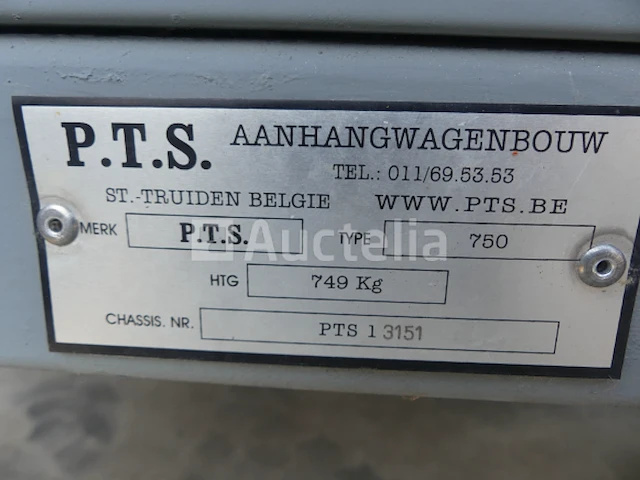 P.T.S. AANHANGWAGENBOUW
TEL.: 011/69.53.53
ST.-TRUIDEN BELGIE WWW.PTS.BE
MERK P.T.S. TYPE 750
Auctelia
HTG 749 Kg
CHASSIS. NR. PTS 1 3151